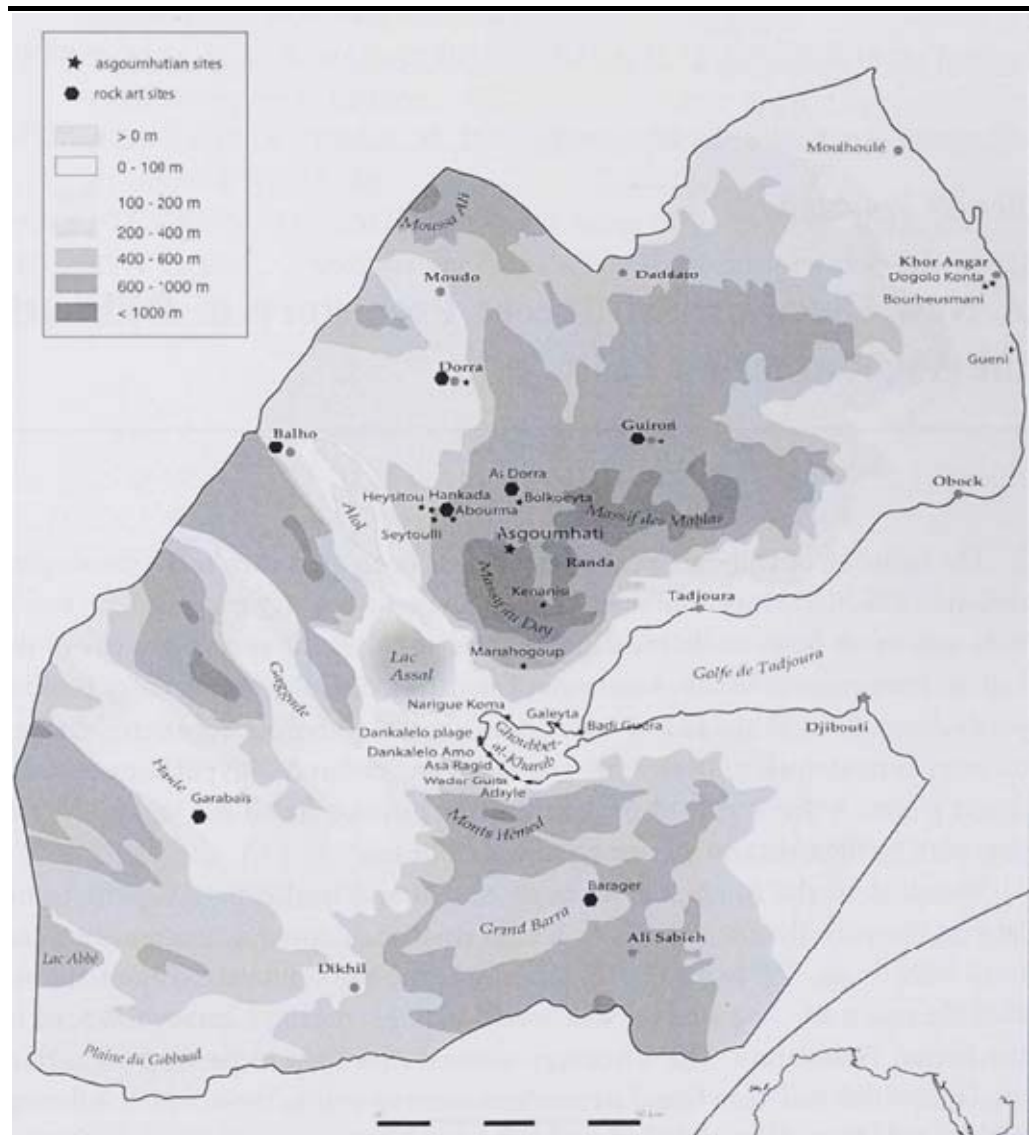 asgoumhatian sites
rock art sites
> 0 m
0 - 100 m
100 - 200 m
200 - 400 m
400 - 600 m
600 - 1000 m
< 1000 m
Moulhoulé
Moussa Ali
Moudo
Daddato
Khor Angar
Dogolo Konta
Bourheusmani
Gueni
Dorra
Balho
Guirori
Ai Dorra
Heysitou
Hankada
Bolkoeyta
Obock
Alol
Abourma
Massif des Mablas
Seytoulli
Asgoumhati
Randa
Massif du Day
Kenanisi
Tadjoura
Manahogoup
Lac
Assal
Golfe de Tadjoura
Gaggade
Narigue Koma
Galeyta
Badi Guera
Djibouti
Dankalelo plage
Ghoubbet-
al-Kharab
Dankalelo Amo
Asa Ragid
Wadar Guita
Adayle
Hanle
Garabaïs
Monts Hemed
Barager
Grand Barra
Ali Sabieh
Lac Abbé
Dikhil
Plaine du Gobbaad